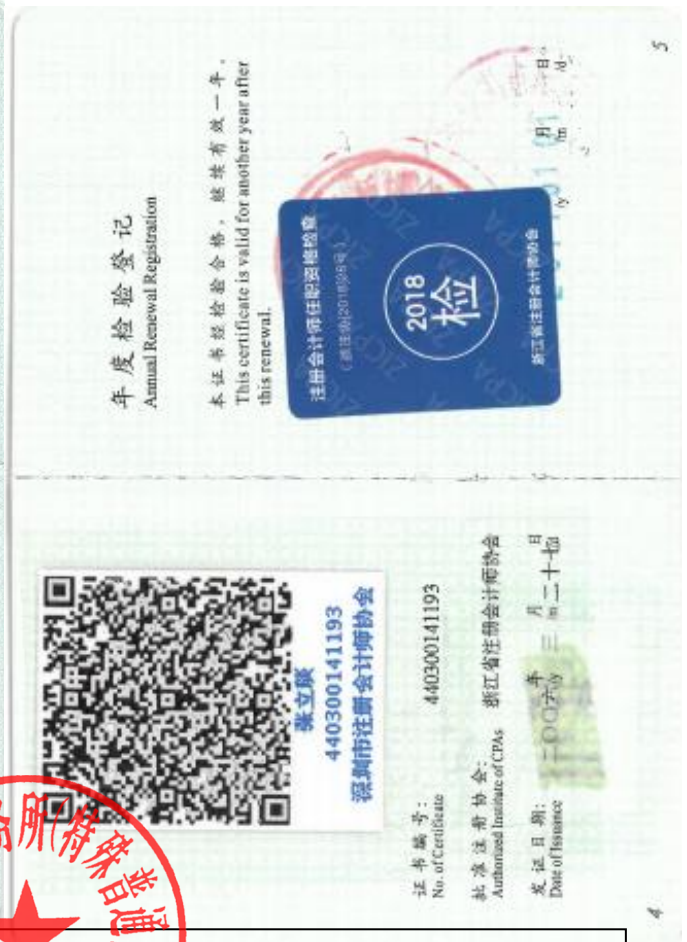 年度检验登记
Annual Renewal Registration
本证书经检验合格，继续有效一年。
This certificate is valid for another year after
this renewal.
注册会计师任职资格检查
2018
检
浙江省注册会计师协会
月
日
/y
/m
/d
5
张立琰
440300141193
深圳市注册会计师协会
证书编号：
No. of Certificate
440300141193
批准注册协会：
Authorized Institute of CPAs
浙江省注册会计师协会
发证日期：
Date of Issuance
二〇〇六年
/y
三
月
/m
二十七日
/d
4
所(特殊普通